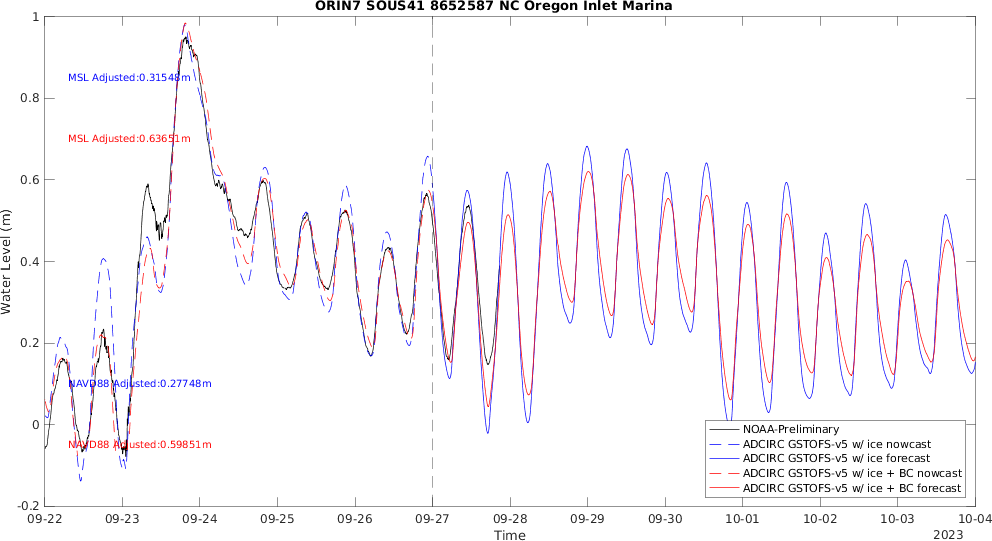 ORIN7 SOUS41 8652587 NC Oregon Inlet Marina
1
0.8
0.6
0.4
0.2
0
-0.2
Water Level (m)
MSL Adjusted:0.31548m
MSL Adjusted:0.63651m
NAVD88 Adjusted:0.27748m
NAVD88 Adjusted:0.59851m
NOAA-Preliminary
ADCIRC GSTOFS-v5 w/ ice nowcast
ADCIRC GSTOFS-v5 w/ ice forecast
ADCIRC GSTOFS-v5 w/ ice + BC nowcast
ADCIRC GSTOFS-v5 w/ ice + BC forecast
09-22 09-23 09-24 09-25 09-26 09-27 09-28 09-29 09-30 10-01 10-02 10-03 10-04
Time
2023